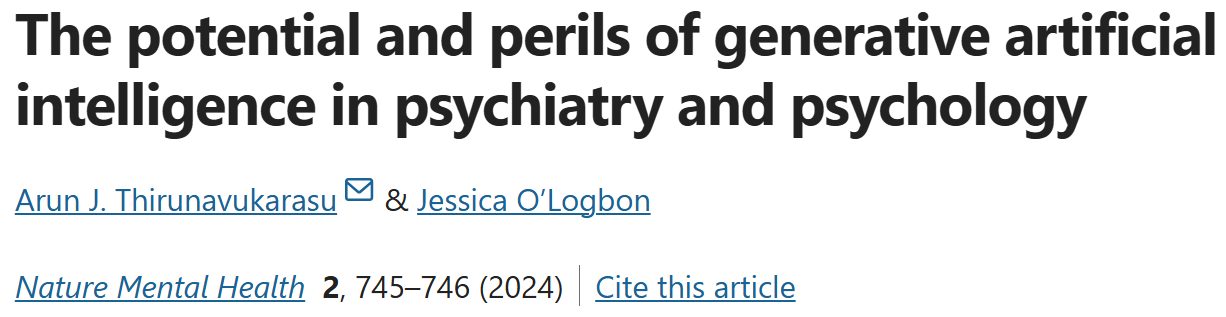 The potential and perils of generative artificial
intelligence in psychiatry and psychology
Arun J. Thirunavukarasu & Jessica O’Logbon
Nature Mental Health 2, 745–746 (2024) Cite this article